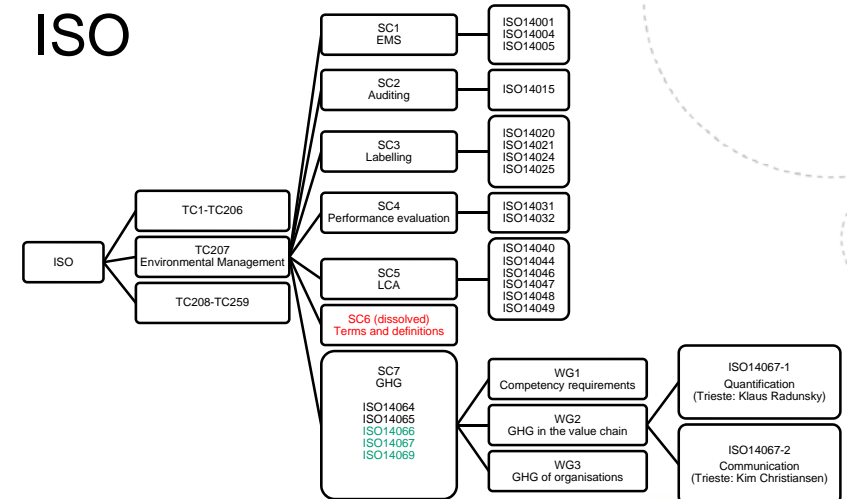 ISO
ISO
TC1-TC206
TC207
Environmental Management
TC208-TC259
SC1
EMS
ISO14001
ISO14004
ISO14005
SC2
Auditing
ISO14015
SC3
Labelling
ISO14020
ISO14021
ISO14024
ISO14025
SC4
Performance evaluation
ISO14031
ISO14032
SC5
LCA
ISO14040
ISO14044
ISO14046
ISO14047
ISO14048
ISO14049
SC6 (dissolved)
Terms and definitions
SC7
GHG
ISO14064
ISO14065
ISO14066
ISO14067
ISO14069
WG1
Competency requirements
WG2
GHG in the value chain
WG3
GHG of organisations
ISO14067-1
Quantification
(Trieste: Klaus Radunsky)
ISO14067-2
Communication
(Trieste: Kim Christiansen)